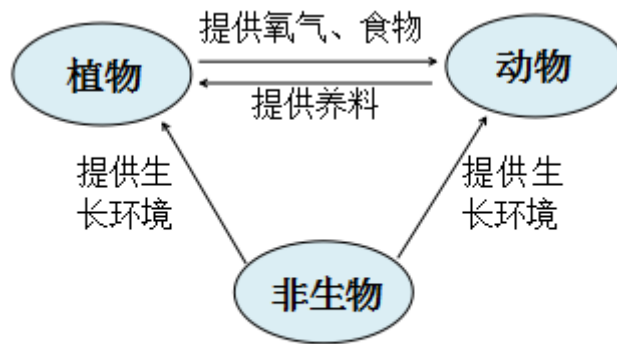 提供氧气、食物
植物
动物
提供养料
提供生
长环境
提供生
长环境
非生物